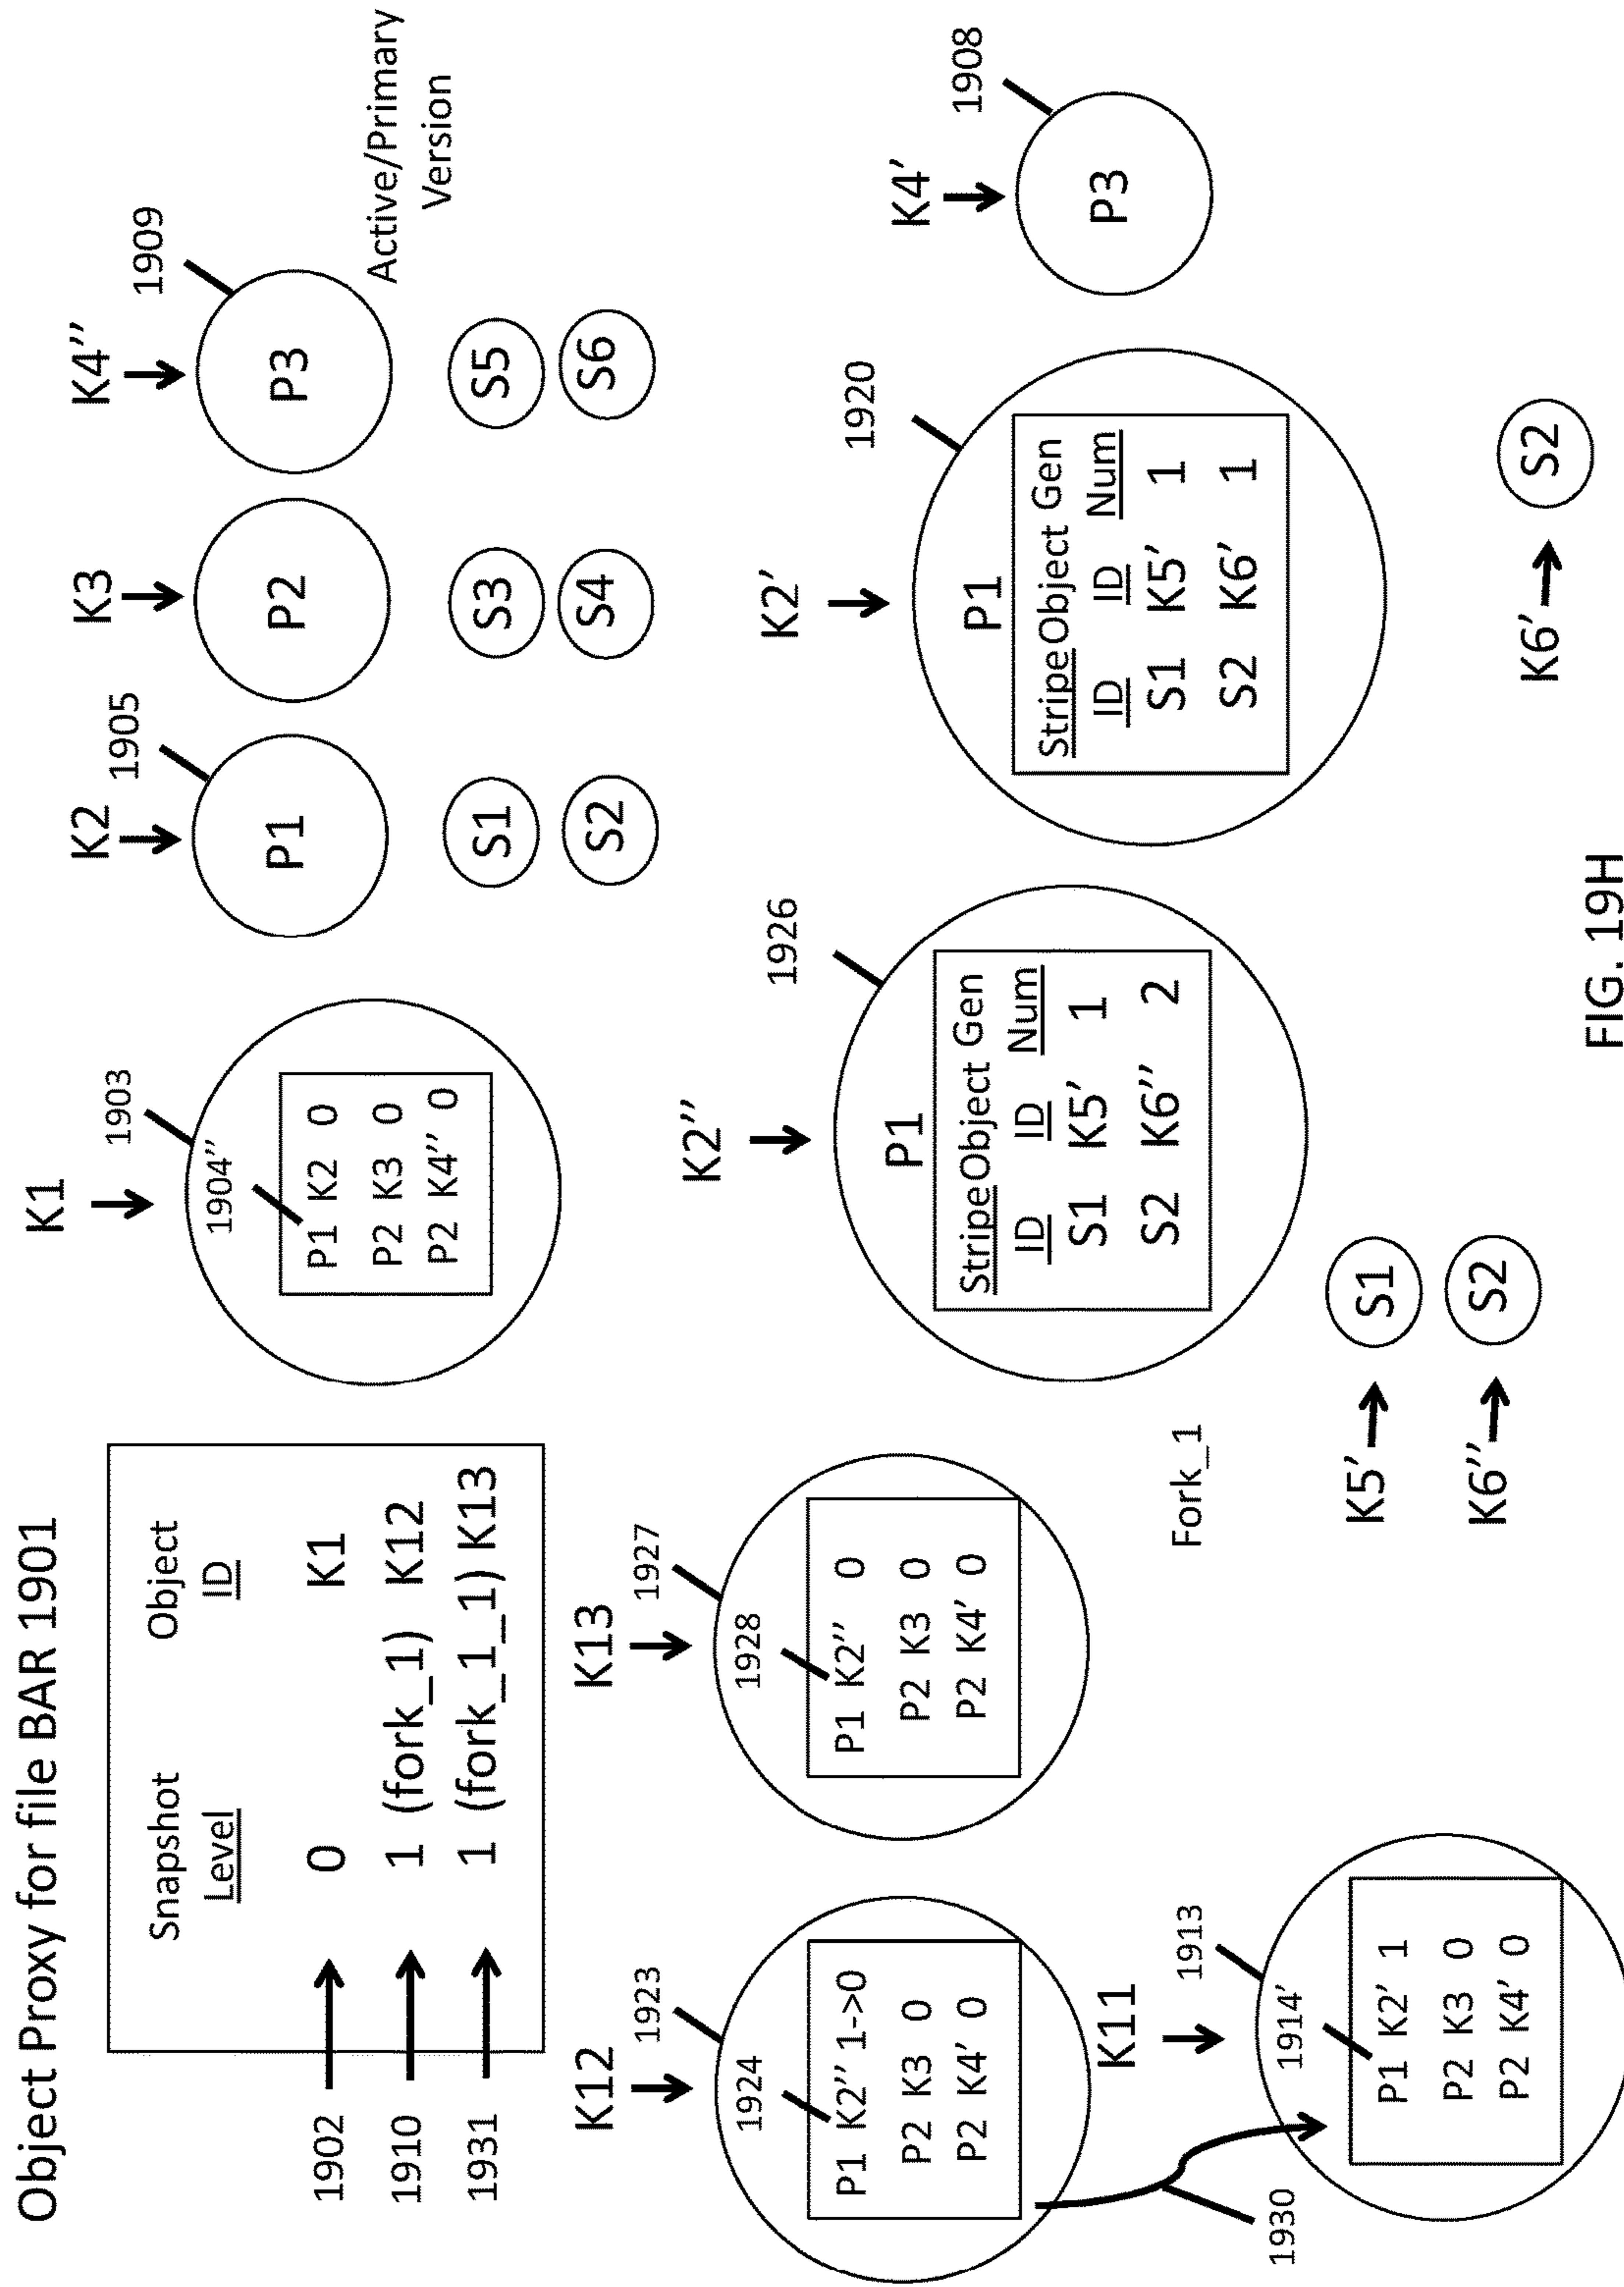 Object Proxy for file BAR 1901
Snapshot Level
Object ID
1902
0 K1
1910
1 (fork_1) K12
1931
1 (fork_1_1) K13
K1
1903
1904''
P1 K2 0
P2 K3 0
P2 K4'' 0
K2
1905
P1
S1
S2
K3
P2
S3
S4
K4''
1909
P3
S5
S6
Active/Primary
Version
K12
1923
1924
P1 K2'' 1->0
P2 K3 0
P2 K4' 0
K13
1927
1928
P1 K2'' 0
P2 K3 0
P2 K4' 0
K2''
1926
P1
Stripe Object Gen
ID ID Num
S1 K5' 1
S2 K6'' 2
K2'
1920
P1
Stripe Object Gen
ID ID Num
S1 K5' 1
S2 K6' 1
K4'
1908
P3
1930
K11
1913
1914'
P1 K2' 1
P2 K3 0
P2 K4' 0
Fork_1
K5'
S1
K6''
S2
K6'
S2
FIG. 19H